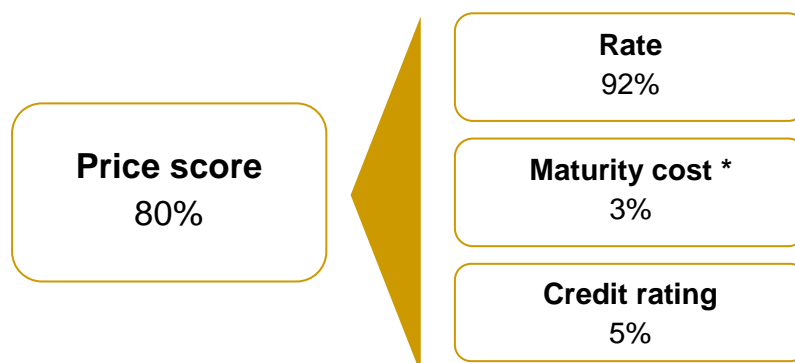 Price score
80%
Rate
92%
Maturity cost *
3%
Credit rating
5%